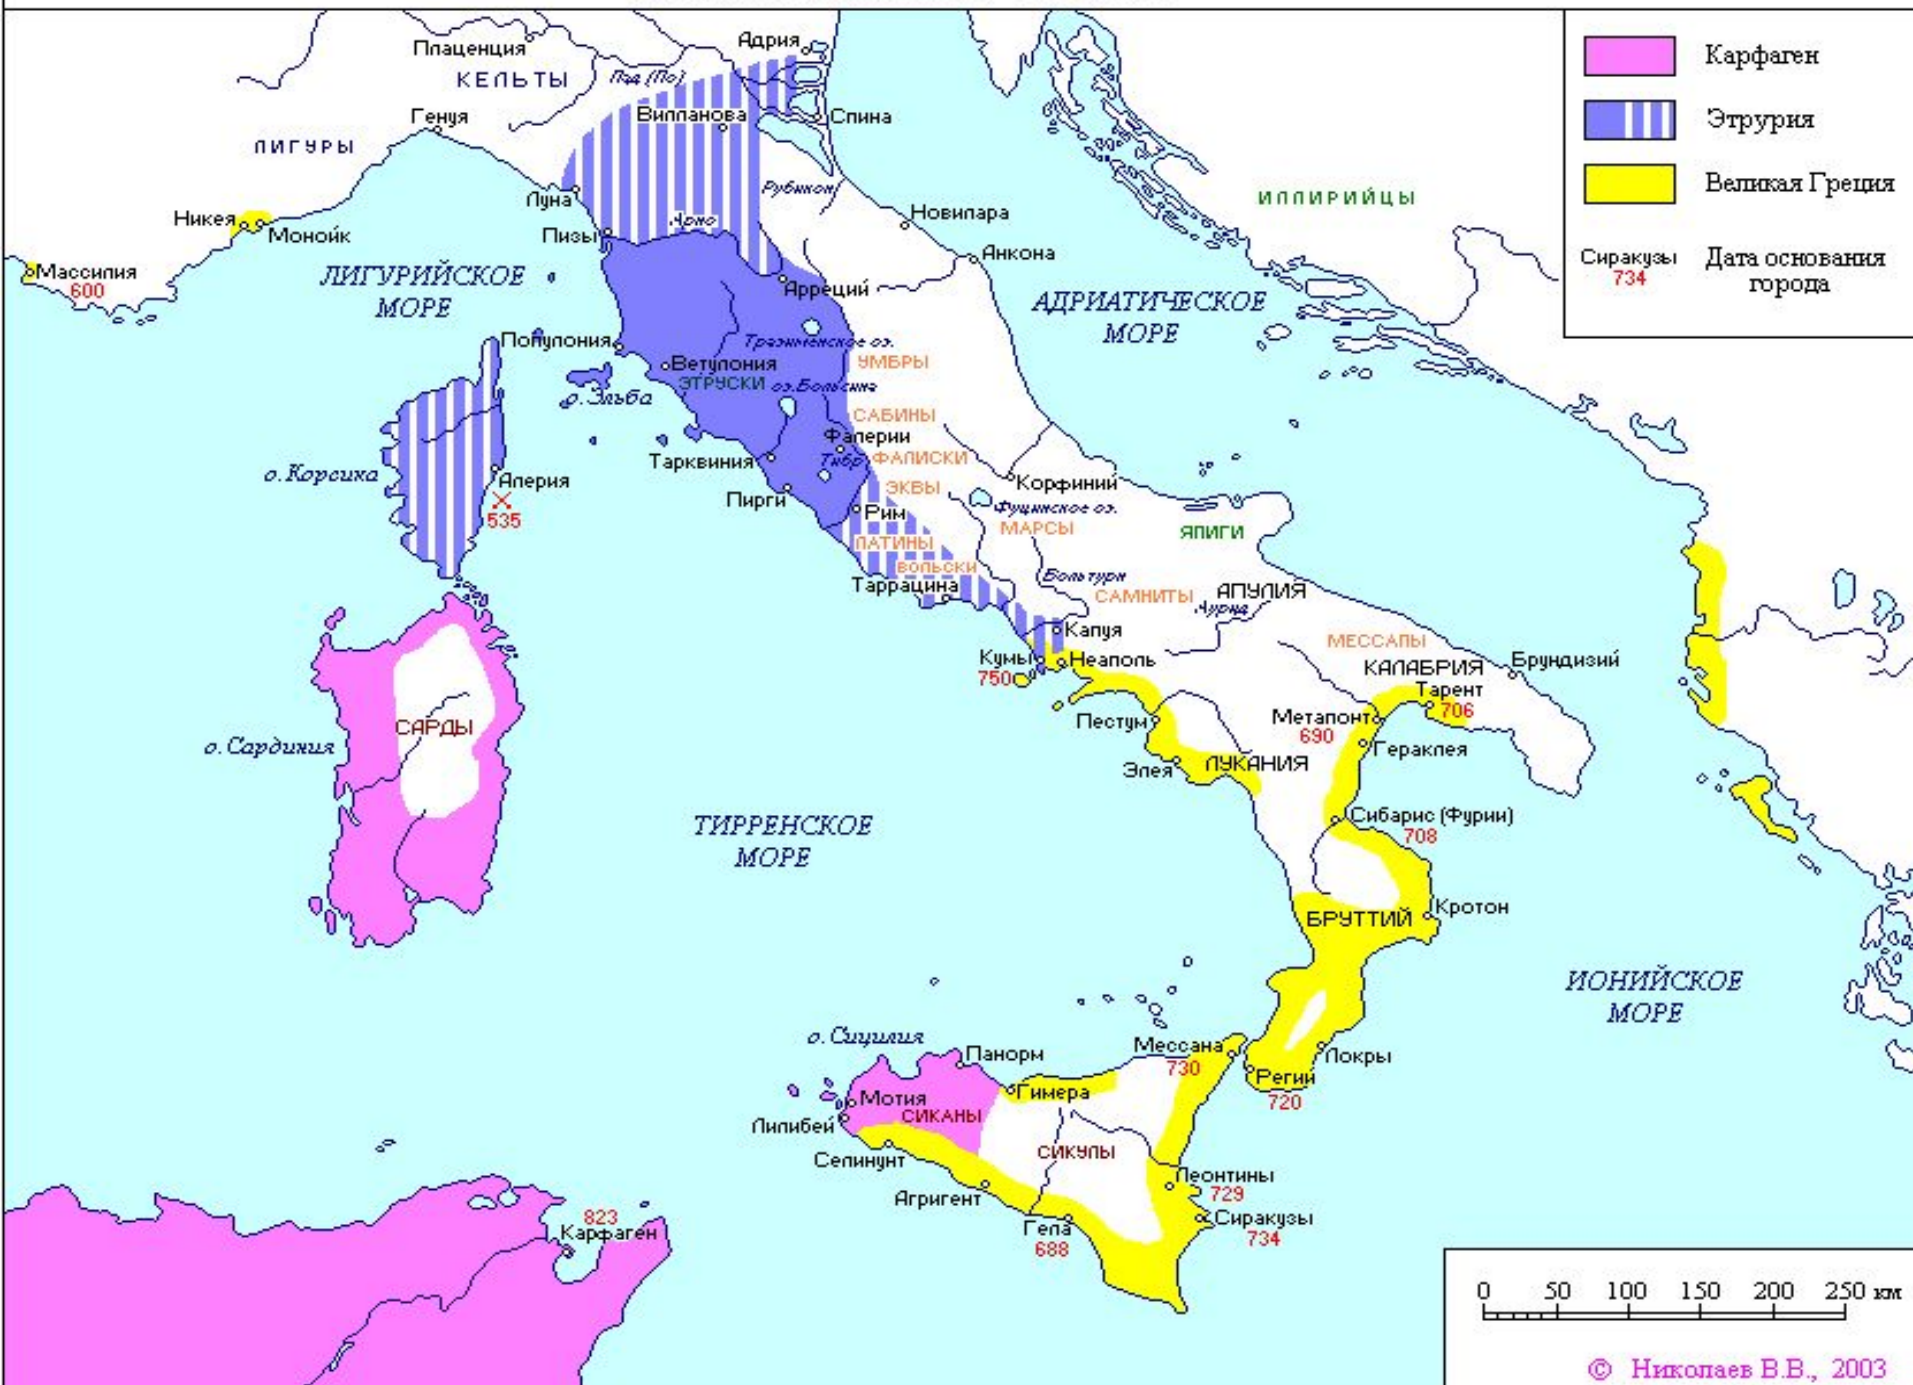 Карфаген
Этрурия
Великая Греция
Сиракузы
734
Дата основания
города
Плаценция
Адрия
КЕЛЬТЫ
Пад (По)
Вилланова
Спина
Генуя
ЛИГУРЫ
Рубикон
Луна
Арно
Новилара
ИЛЛИРИЙЦЫ
Никея
Монойк
Пизы
Анкона
Массилия
600
ЛИГУРИЙСКОЕ
МОРЕ
Арреций
АДРИАТИЧЕСКОЕ
МОРЕ
Популония
Тразименское оз.
Ветулония
УМБРЫ
ЭТРУСКИ
оз.Больсина
о.Эльба
САБИНЫ
Фалерии
Тарквиния
Тибр
ФАЛИСКИ
о.Корсика
Алерия
535
Пирги
ЭКВЫ
Корфиний
Рим
Фуцинское оз.
МАРСЫ
ЯПИГИ
ЛАТИНЫ
ВОЛЬСКИ
Таррацина
Вольтурн
САМНИТЫ
АПУЛИЯ
Капуя
МЕССАПЫ
Кумы
750
Неаполь
КАЛАБРИЯ
Брундизий
Тарент
706
Пестум
Метапонт
690
Гераклея
САРДЫ
о.Сардиния
Элея
ЛУКАНИЯ
Сибарис (Фурии)
708
ТИРРЕНСКОЕ
МОРЕ
БРУТТИЙ
Кротон
ИОНИЙСКОЕ
МОРЕ
о.Сицилия
Панорм
Мессана
730
Локры
Регий
720
Мотия
Гимера
СИКАНЫ
Лилибей
СИКУЛЫ
Селинунт
Леонтины
729
Агригент
Гела
688
Сиракузы
734
823
Карфаген
0 50 100 150 200 250 км
© Николаев В.В., 2003